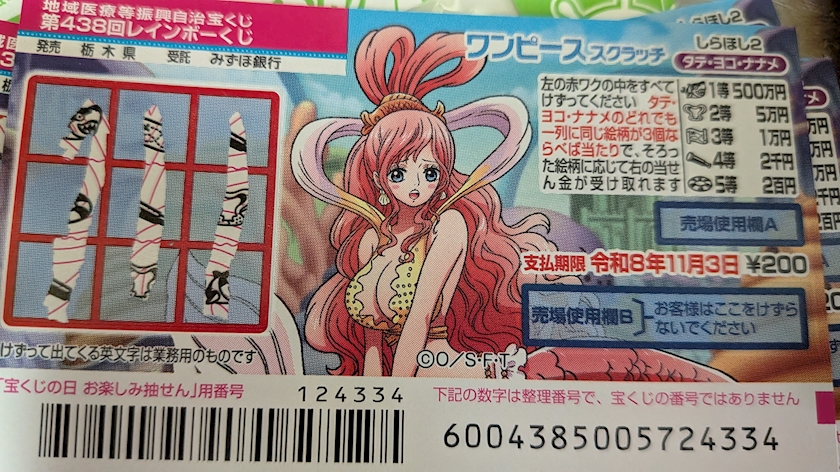 地域医療等振興自治宝くじ
第438回レインボーくじ
発売 栃木県 受託 みずほ銀行
ワンピース スクラッチ
しらほし2
しらほし2
タテ・ヨコ・ナナメ
左の赤ワクの中をすべて
けずってください タテ・
ヨコ・ナナメのどれでも
一列に同じ絵柄が3個な
らべば当たりで、そろっ
た絵柄に応じて右の当せ
ん金が受け取れます
1等 500万円
2等 5万円
3等 1万円
4等 2千円
5等 2百円
売場使用欄A
支払期限 令和8年11月3日 ¥200
売場使用欄B
お客様はここをけずら
ないでください
けずって出てくる英文字は業務用のものです
©O/S・F・T
「宝くじの日 お楽しみ抽せん」用番号 124334
下記の数字は整理番号で、宝くじの番号ではありません
6004385005724334